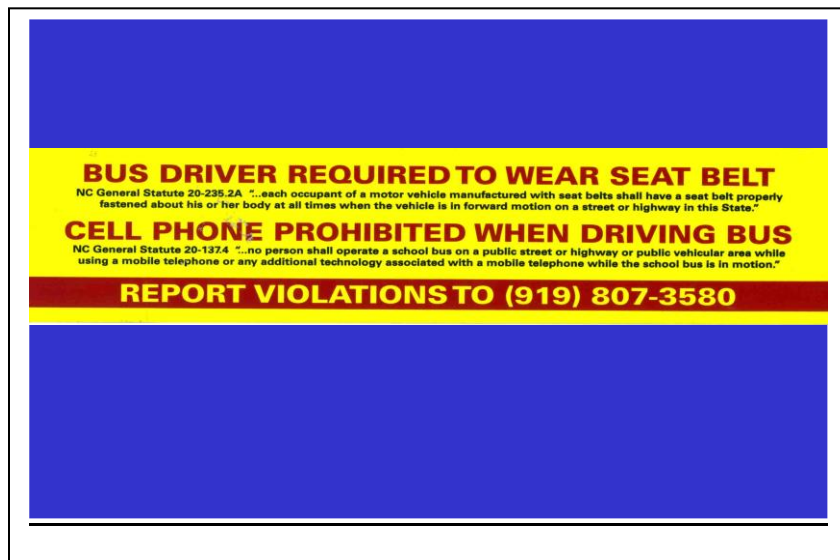 BUS DRIVER REQUIRED TO WEAR SEAT BELT
NC General Statute 20-235.2A "...each occupant of a motor vehicle manufactured with seat belts shall have a seat belt properly
fastened about his or her body at all times when the vehicle is in forward motion on a street or highway in this State."
CELL PHONE PROHIBITED WHEN DRIVING BUS
NC General Statute 20-137.4 "...no person shall operate a school bus on a public street or highway or public vehicular area while
using a mobile telephone or any additional technology associated with a mobile telephone while the school bus is in motion."
REPORT VIOLATIONS TO (919) 807-3580